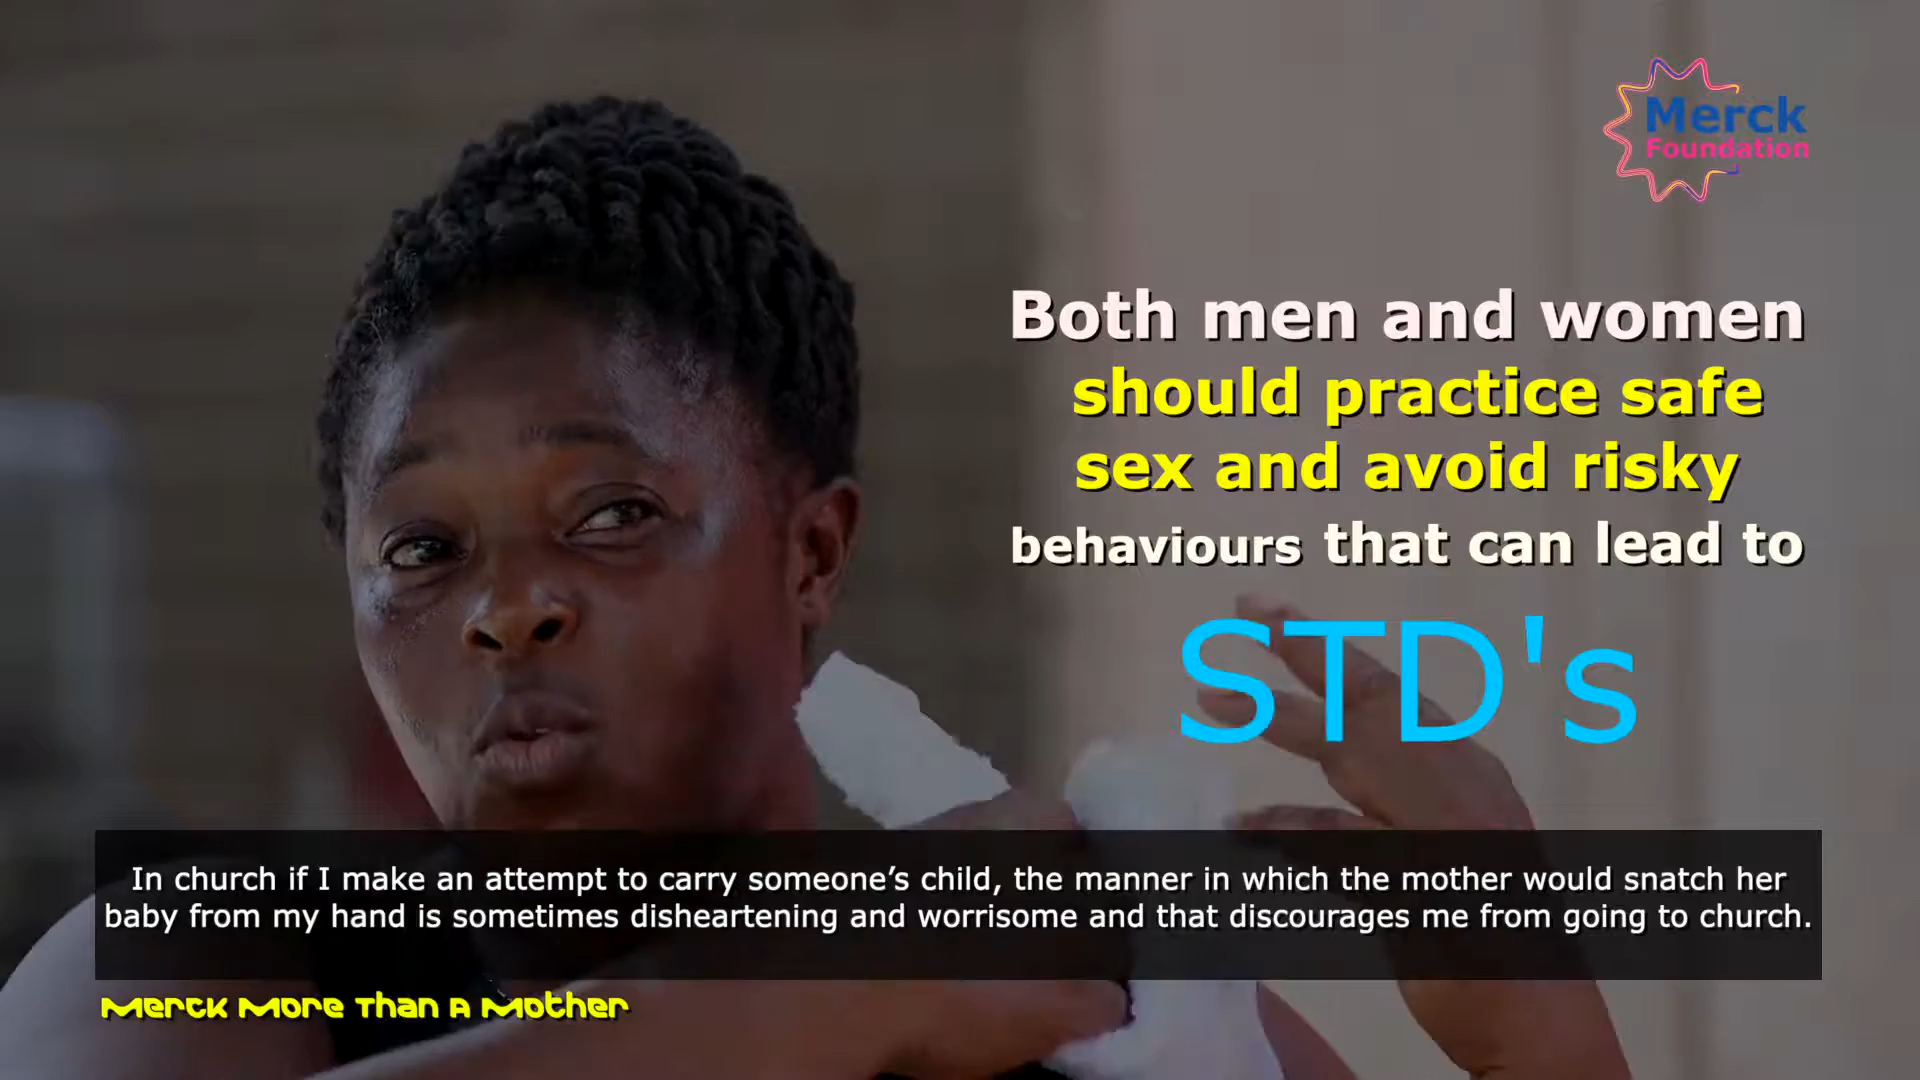 Merck
Foundation
Both men and women
should practice safe
sex and avoid risky
behaviours that can lead to
STD's
In church if I make an attempt to carry someone’s child, the manner in which the mother would snatch her
baby from my hand is sometimes disheartening and worrisome and that discourages me from going to church.
Merck More Than A Mother